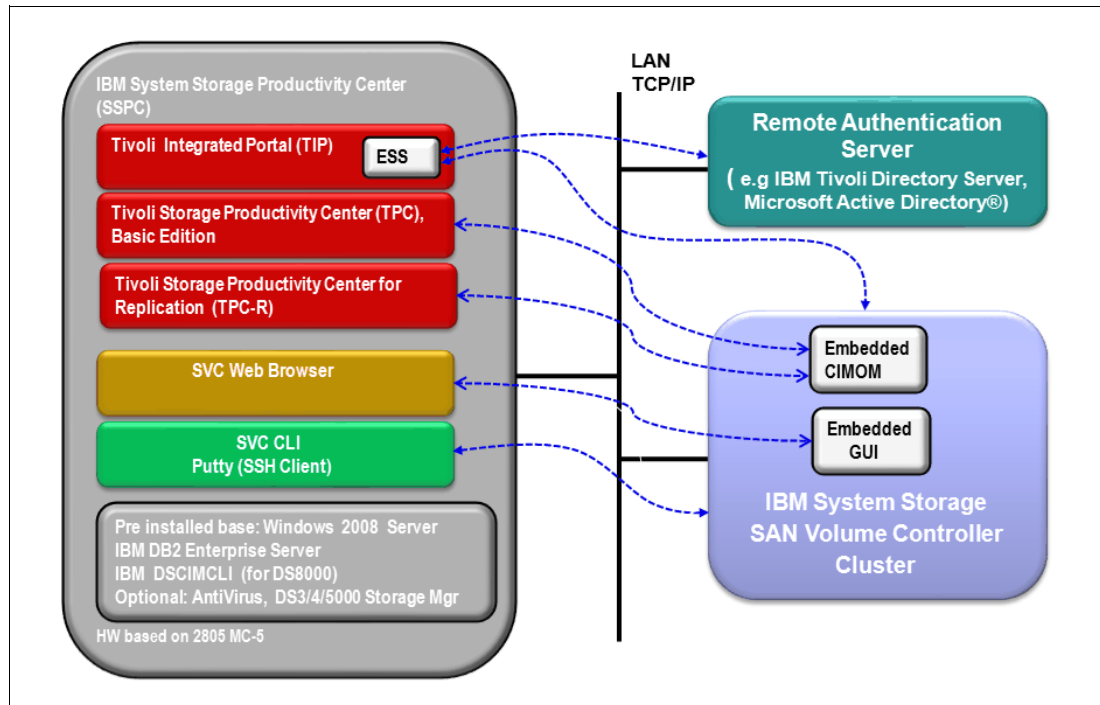 IBM System Storage Productivity Center
(SSPC)
Tivoli Integrated Portal (TIP)
ESS
Tivoli Storage Productivity Center (TPC),
Basic Edition
Tivoli Storage Productivity Center for
Replication (TPC-R)
SVC Web Browser
SVC CLI
Putty (SSH Client)
Pre installed base: Windows 2008 Server
IBM DB2 Enterprise Server
IBM DSCIMCLI (for DS8000)
Optional: AntiVirus, DS3/4/5000 Storage Mgr
HW based on 2805 MC-5
LAN
TCP/IP
Remote Authentication
Server
( e.g IBM Tivoli Directory Server,
Microsoft Active Directory®)
Embedded
CIMOM
Embedded
GUI
IBM System Storage
SAN Volume Controller
Cluster